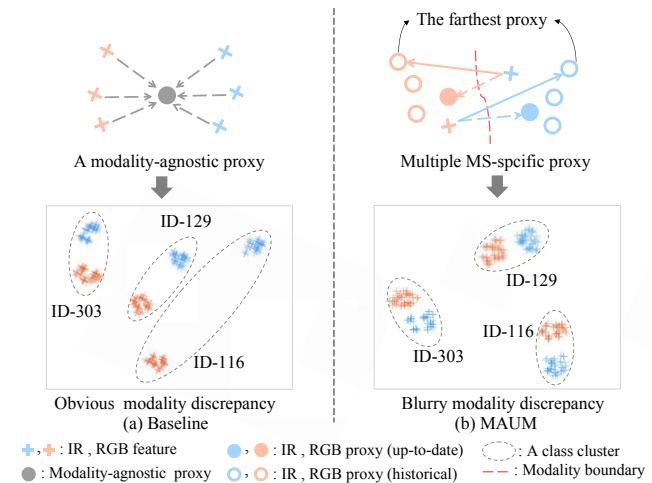 The farthest proxy
A modality-agnostic proxy
Multiple MS-spcific proxy
ID-129
ID-303
ID-116
ID-129
ID-116
ID-303
Obvious modality discrepancy
(a) Baseline
Blurry modality discrepancy
(b) MAUM
, : IR , RGB feature
, : IR , RGB proxy (up-to-date)
: A class cluster
: Modality-agnostic proxy
, : IR , RGB proxy (historical)
: Modality boundary